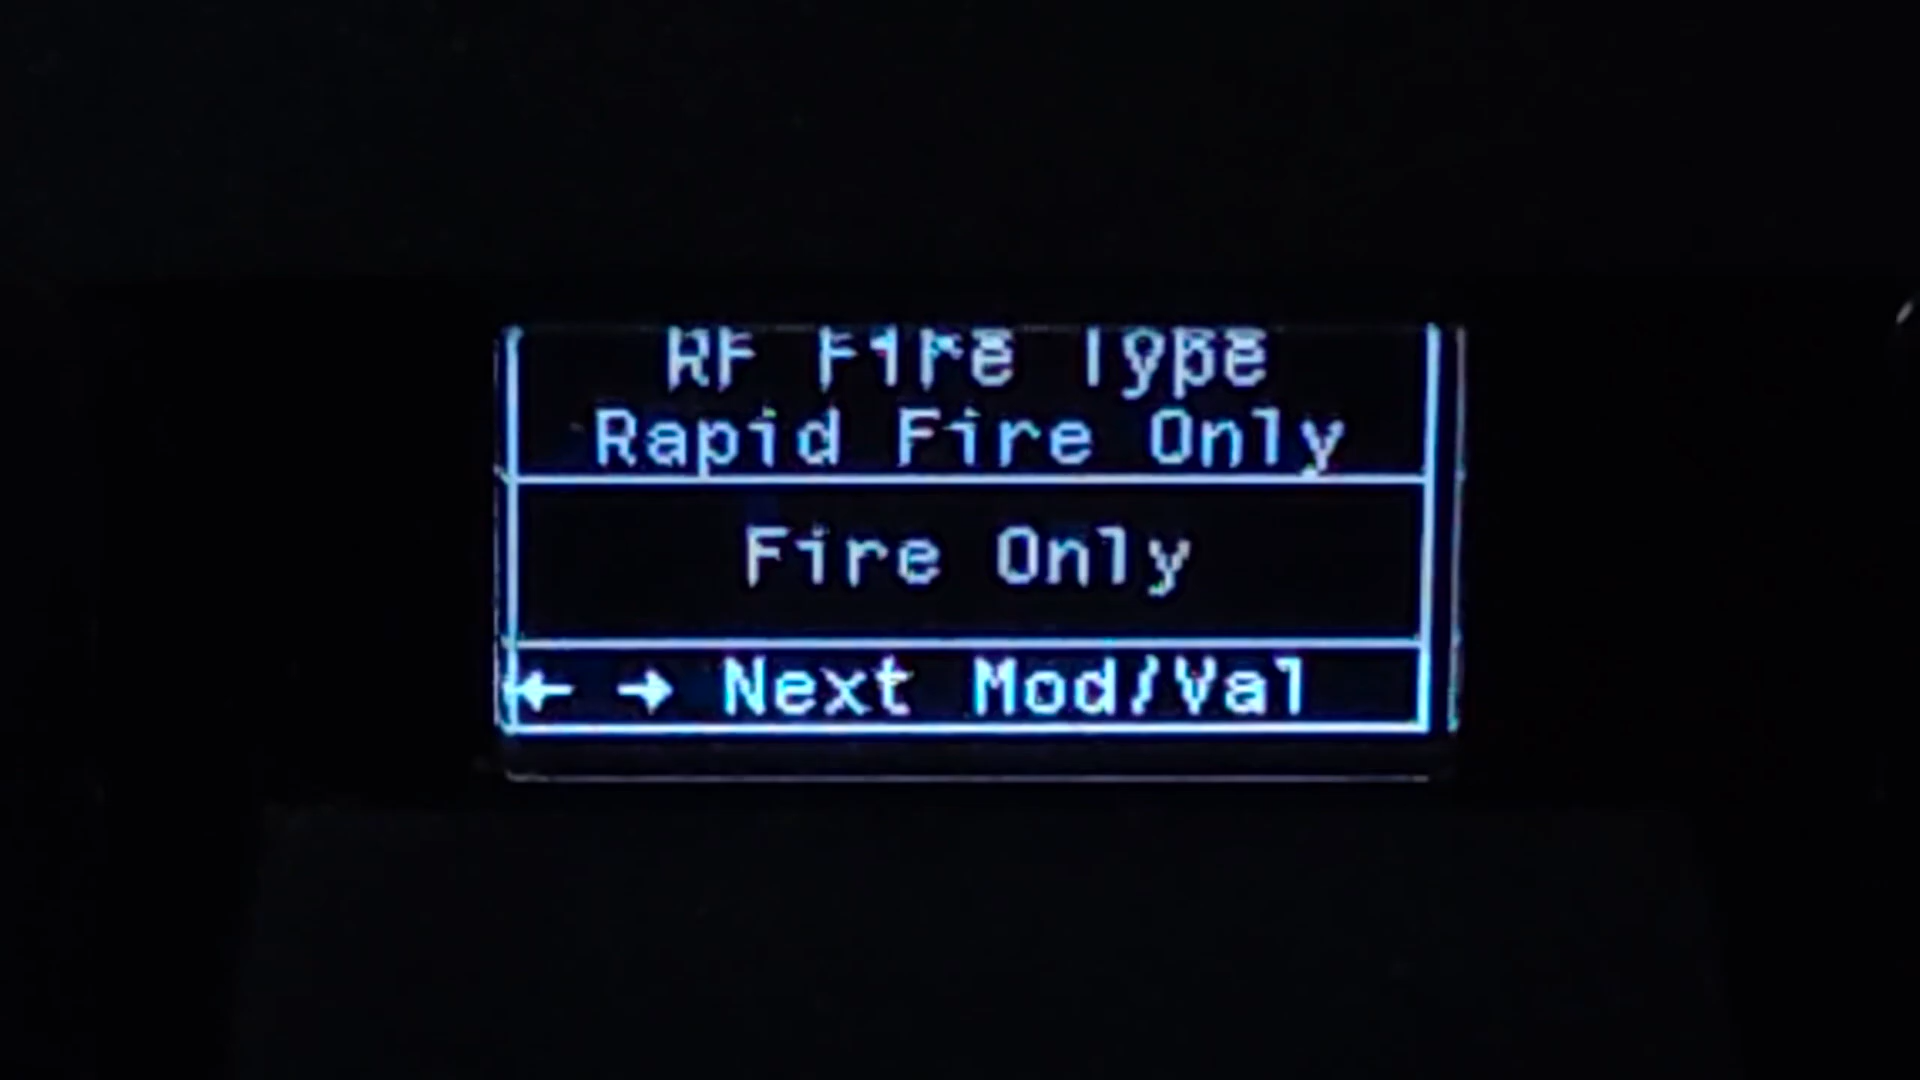 RF Fire Type
Rapid Fire Only
Fire Only
← → Next Mod/Val